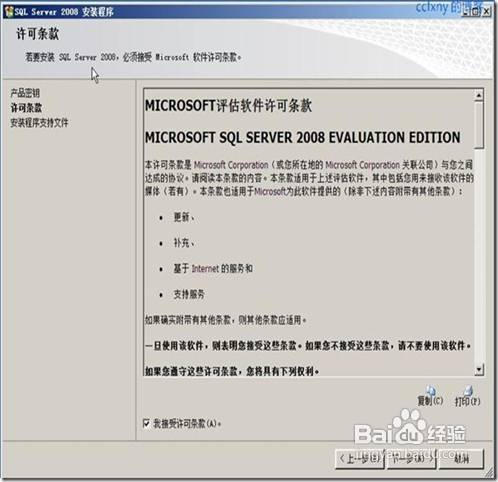 SQL Server 2008 安装程序
ccfxny 的
许可条款
若要安装 SQL Server 2008，必须接受 Microsoft 软件许可条款。
产品密钥
许可条款
安装程序支持文件
MICROSOFT评估软件许可条款
MICROSOFT SQL SERVER 2008 EVALUATION EDITION
本许可条款是 Microsoft Corporation（或您所在地的 Microsoft Corporation 关联公司）与您之间
达成的协议。请阅读本条款的内容。本条款适用于上述评估软件，其中包括您用来接收该软件的
媒体（若有）。本条款也适用于Microsoft为此软件提供的（除非下述内容附带有其他条款）：
• 更新、
• 补充、
• 基于 Internet 的服务和
• 支持服务
如果确实附带有其他条款，则其他条款应适用。
一旦使用该软件，则表明您接受这些条款。如果您不接受这些条款，请不要使用该软件。
如果您遵守这些许可条款，您将具有下列权利。
复制(C) 打印(P)
我接受许可条款(A)。
Baidu 经验
jingyan.baidu.com
< 上一步(B) 下一步(N) > 取消